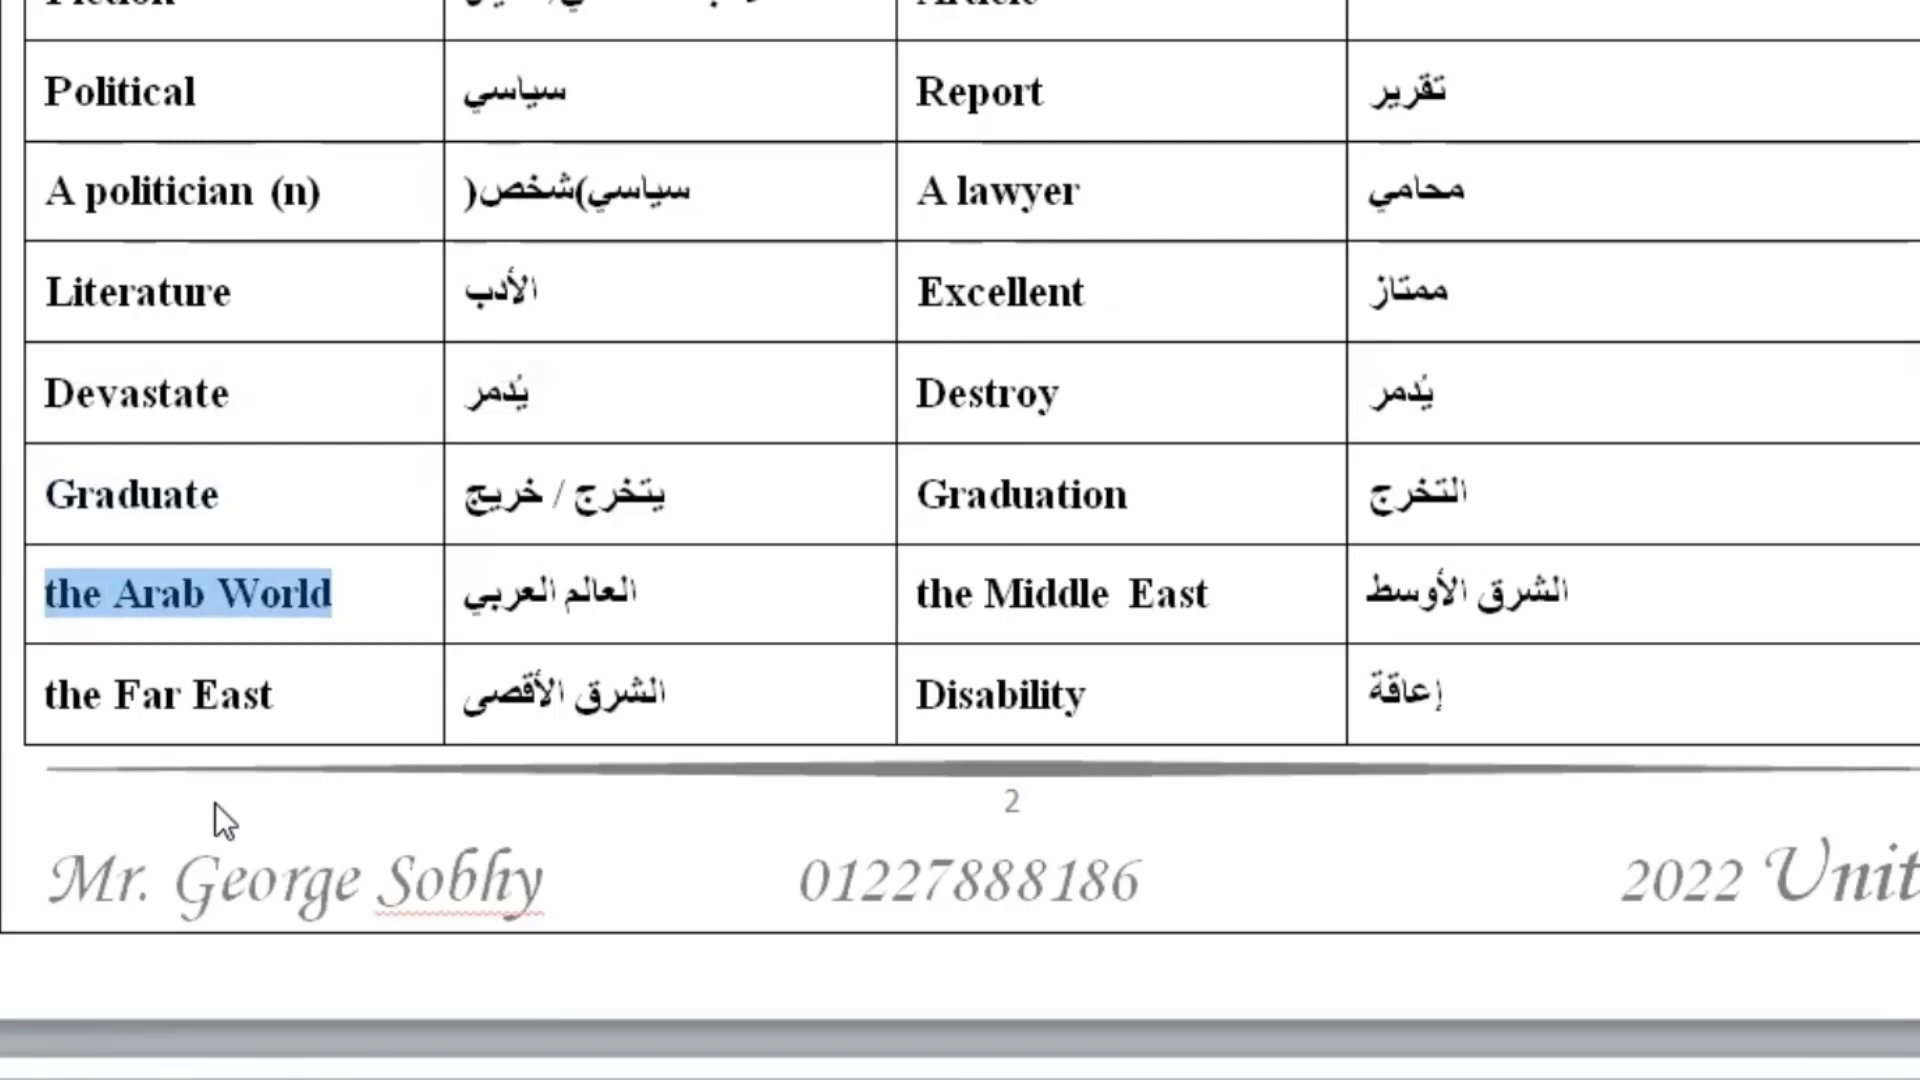 Political سياسي Report تقرير
A politician (n) سياسي)شخص( A lawyer محامي
Literature الأدب Excellent ممتاز
Devastate يُدمر Destroy يُدمر
Graduate يتخرج / خريج Graduation التخرج
the Arab World العالم العربي the Middle East الشرق الأوسط
the Far East الشرق الأقصى Disability إعاقة
2
Mr. George Sobhy 01227888186 2022 Unit